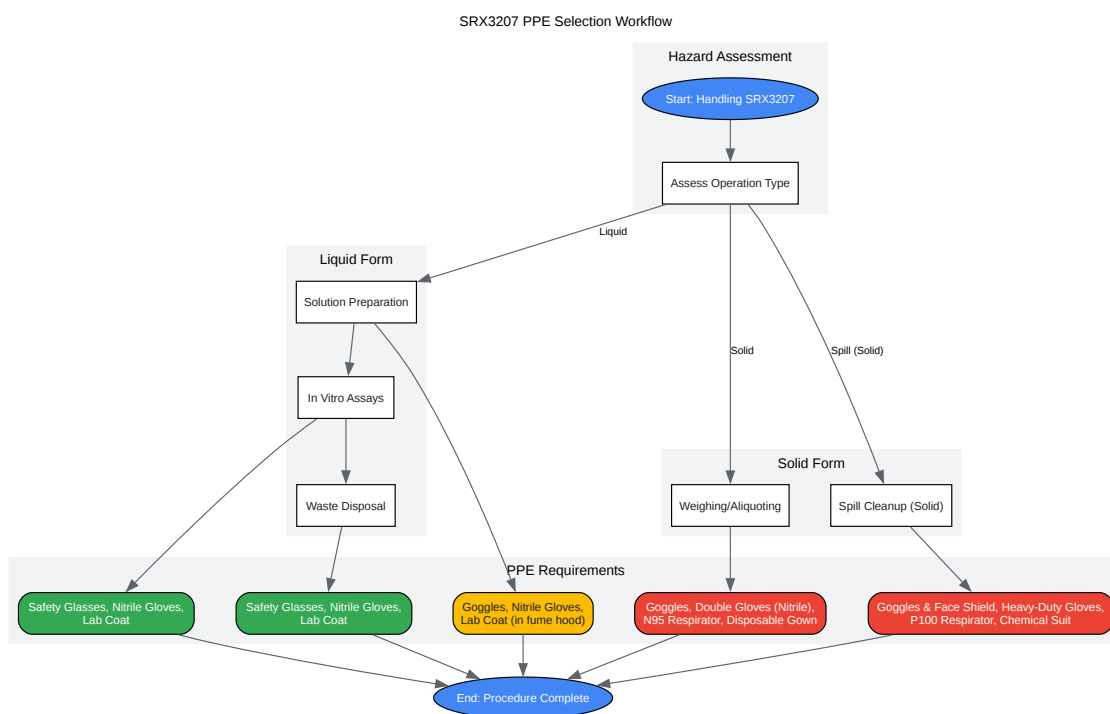 SRX3207 PPE Selection Workflow
Hazard Assessment
Start: Handling SRX3207
Assess Operation Type
Liquid
Liquid Form
Solution Preparation
Solid
Spill (Solid)
In Vitro Assays
Solid Form
Waste Disposal
Weighing/Aliquoting
Spill Cleanup (Solid)
PPE Requirements
Safety Glasses, Nitrile Gloves,
Lab Coat
Safety Glasses, Nitrile Gloves,
Lab Coat
Goggles, Nitrile Gloves,
Lab Coat (in fume hood)
Goggles, Double Gloves (Nitrile),
N95 Respirator, Disposable Gown
Goggles & Face Shield, Heavy-Duty Gloves,
P100 Respirator, Chemical Suit
End: Procedure Complete